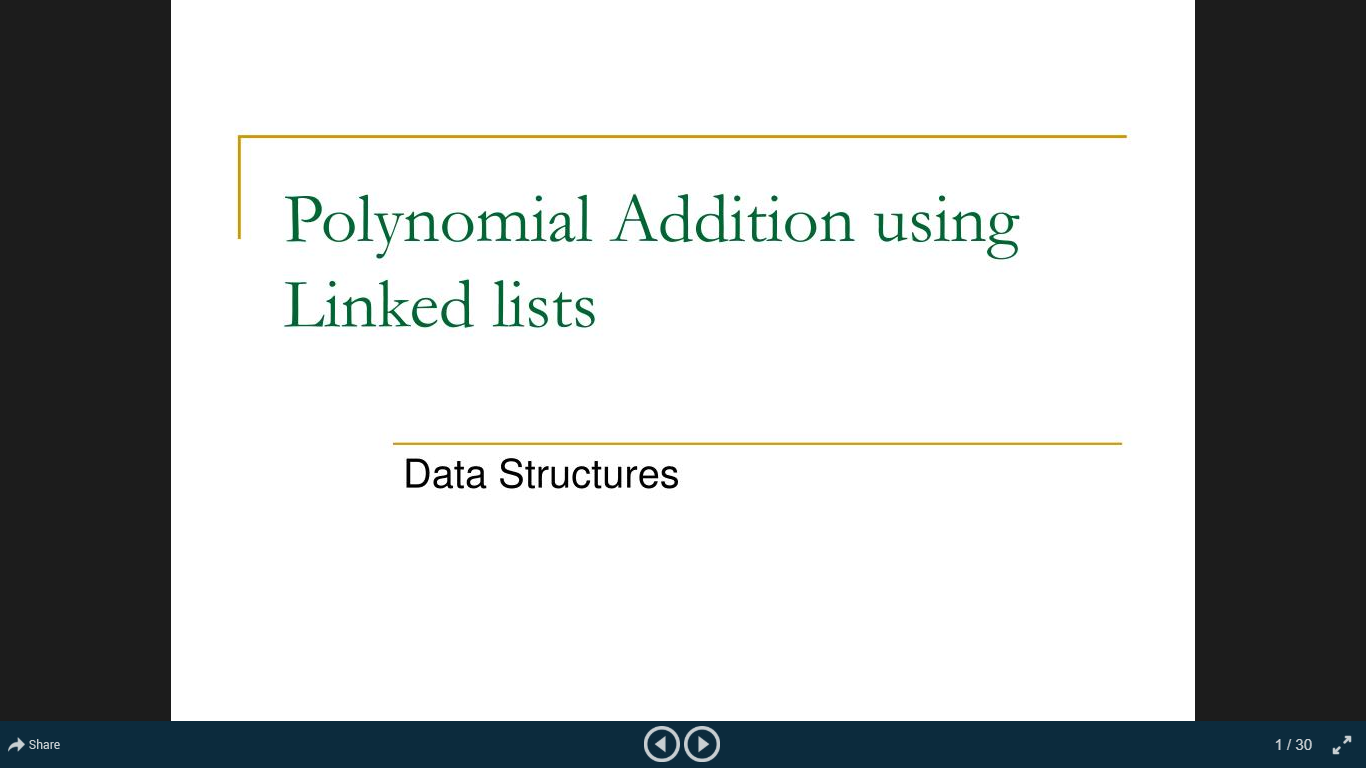 Polynomial Addition using
Linked lists
Data Structures
Share
1 / 30